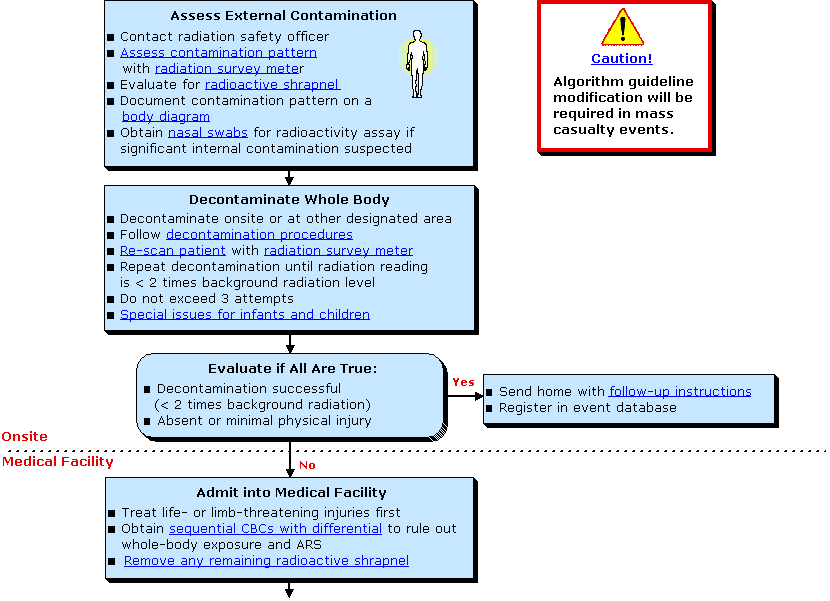 Assess External Contamination
■ Contact radiation safety officer
■ Assess contamination pattern
with radiation survey meter
■ Evaluate for radioactive shrapnel
■ Document contamination pattern on a
body diagram
■ Obtain nasal swabs for radioactivity assay if
significant internal contamination suspected
!
Caution!
Algorithm guideline
modification will be
required in mass
casualty events.
Decontaminate Whole Body
■ Decontaminate onsite or at other designated area
■ Follow decontamination procedures
■ Re-scan patient with radiation survey meter
■ Repeat decontamination until radiation reading
is < 2 times background radiation level
■ Do not exceed 3 attempts
■ Special issues for infants and children
Evaluate if All Are True:
■ Decontamination successful
(< 2 times background radiation)
■ Absent or minimal physical injury
Yes
■ Send home with follow-up instructions
■ Register in event database
Onsite
Medical Facility
No
Admit into Medical Facility
■ Treat life- or limb-threatening injuries first
■ Obtain sequential CBCs with differential to rule out
whole-body exposure and ARS
■ Remove any remaining radioactive shrapnel